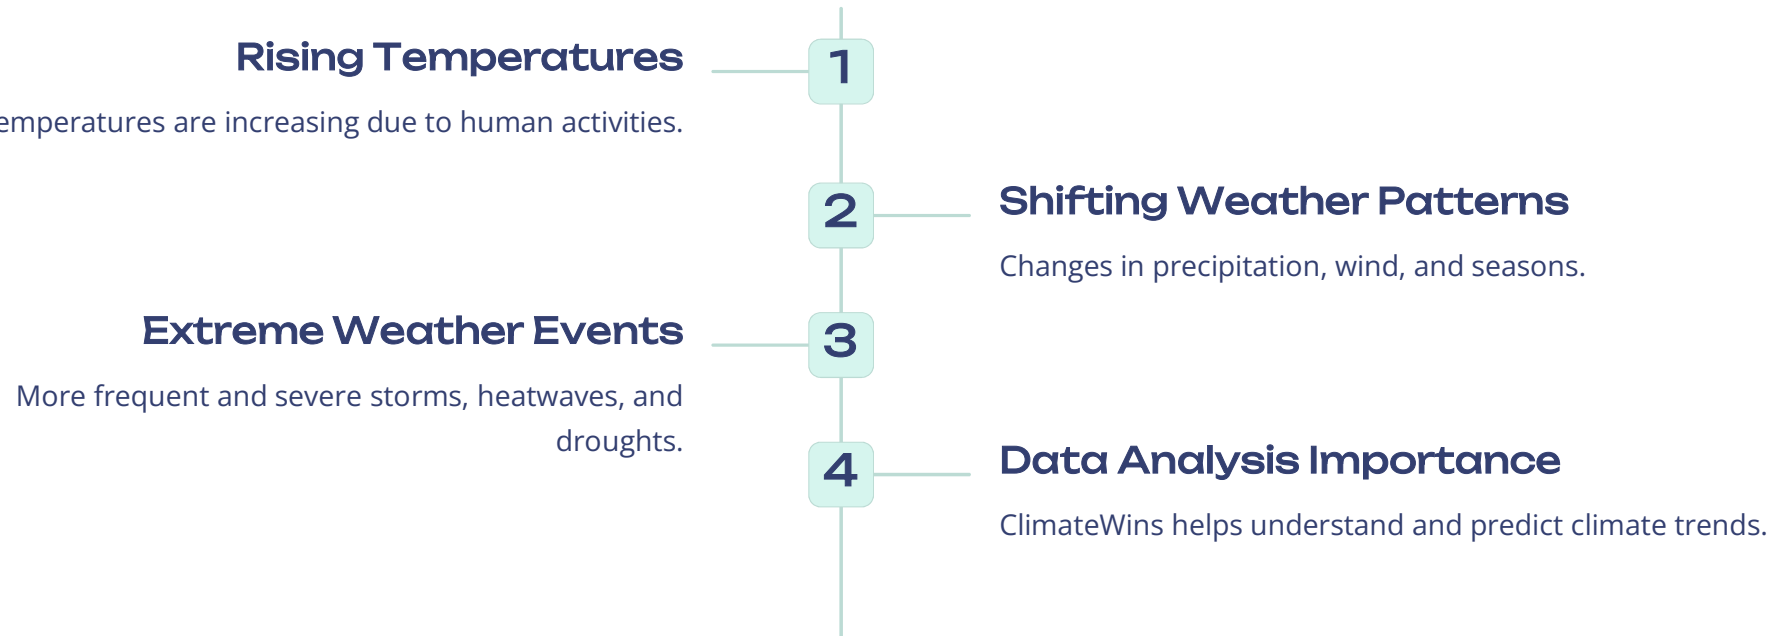 1
Rising Temperatures
emperatures are increasing due to human activities.
2
Shifting Weather Patterns
Changes in precipitation, wind, and seasons.
3
Extreme Weather Events
More frequent and severe storms, heatwaves, and
droughts.
4
Data Analysis Importance
ClimateWins helps understand and predict climate trends.